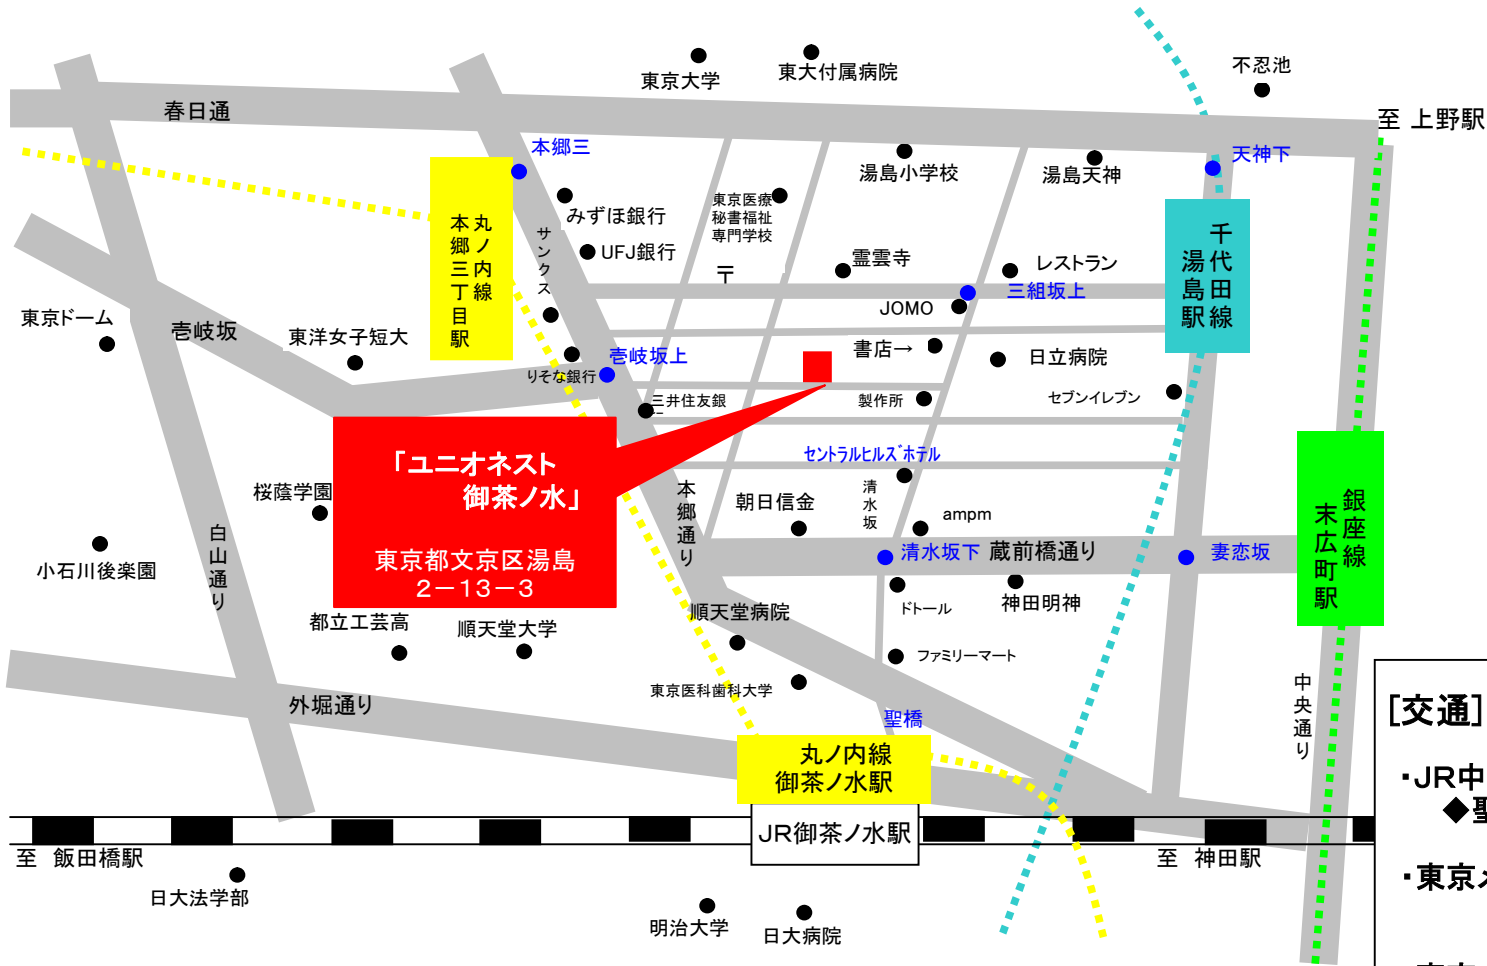 東京大学
東大付属病院
不忍池
至 上野駅
春日通
本郷三
天神下
湯島小学校
湯島天神
みずほ銀行
東京医療
秘書福祉
専門学校
丸ノ内線
本郷三丁目駅
サンクス
UFJ銀行
〒
霊雲寺
レストラン
三組坂上
JOMO
千代田線
湯島駅
東京ドーム
壱岐坂
東洋女子短大
りそな銀行
壱岐坂上
書店→
日立病院
三井住友銀
製作所
セブンイレブン
「ユニオネスト
御茶ノ水」
東京都文京区湯島
2-13-3
セントラルヒルズホテル
桜蔭学園
本郷通り
朝日信金
清水坂
ampm
銀座線
末広町駅
小石川後楽園
白山通り
清水坂下
蔵前橋通り
妻恋坂
ドトール
神田明神
都立工芸高
順天堂大学
順天堂病院
ファミリーマート
東京医科歯科大学
外堀通り
聖橋
中央通り
丸ノ内線
御茶ノ水駅
JR御茶ノ水駅
至 飯田橋駅
至 神田駅
日大法学部
明治大学
日大病院
[交通]
・JR中
・東京